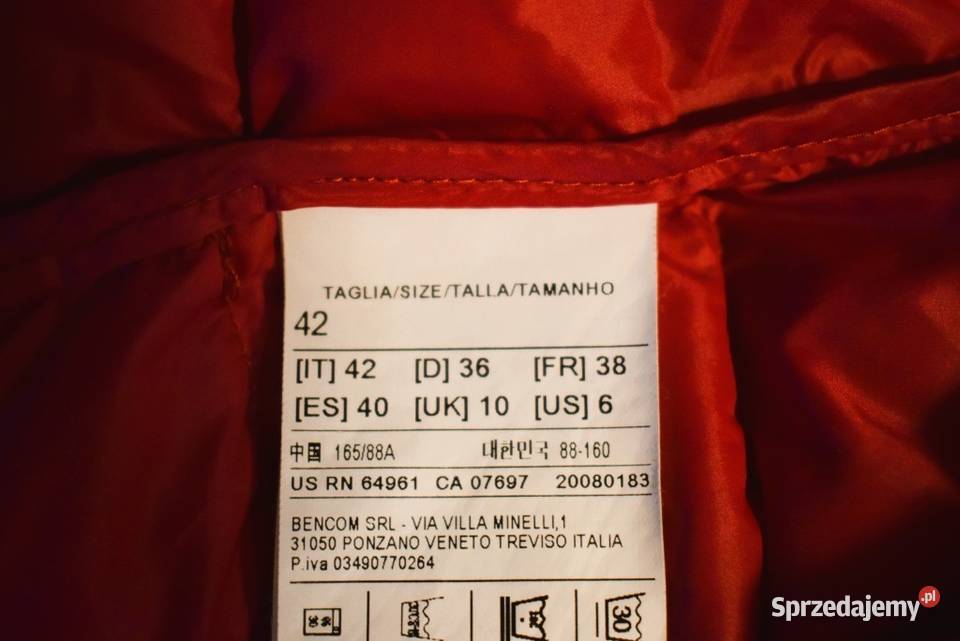 TAGLIA/SIZE/TALLA/TAMANHO
42
[IT] 42 [D] 36 [FR] 38
[ES] 40 [UK] 10 [US] 6
中国 165/88A 대한민국 88-160
US RN 64961 CA 07697 20080183
BENCOM SRL - VIA VILLA MINELLI,1
31050 PONZANO VENETO TREVISO ITALIA
P.iva 03490770264
30
Sprzedajemy.pl